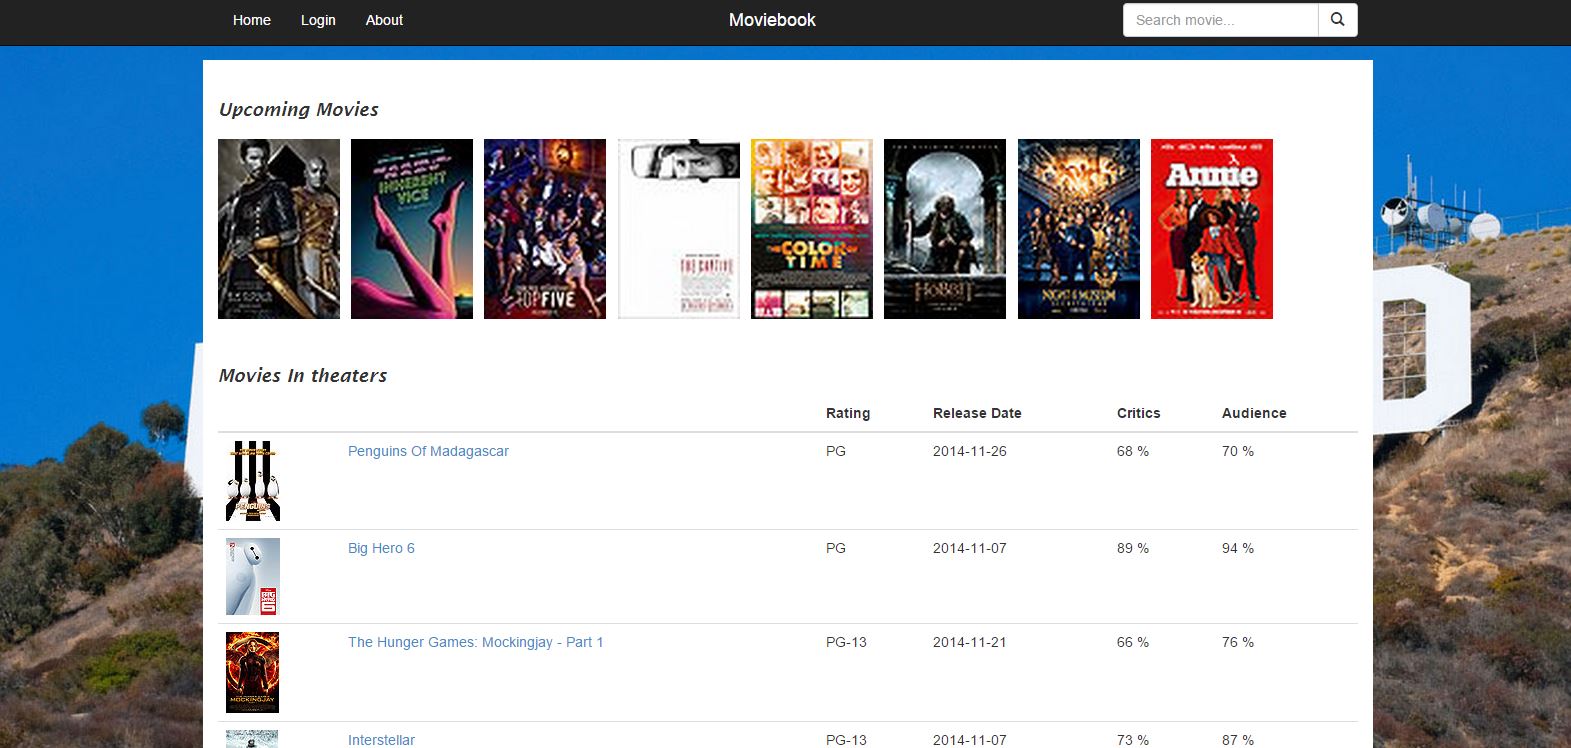 Home Login About Moviebook Search movie...
Upcoming Movies
INHERENT
VICE
TOP FIVE
THE CAPTIVE
THE COLOR OF
TIME
HOBBIT
NIGHT AT THE MUSEUM
Annie
Movies In theaters
Rating Release Date Critics Audience
Penguins Of Madagascar PG 2014-11-26 68 % 70 %
PENGUINS
Big Hero 6 PG 2014-11-07 89 % 94 %
BIG
HERO
6
The Hunger Games: Mockingjay - Part 1 PG-13 2014-11-21 66 % 76 %
MOCKINGJAY
Interstellar PG-13 2014-11-07 73 % 87 %
D